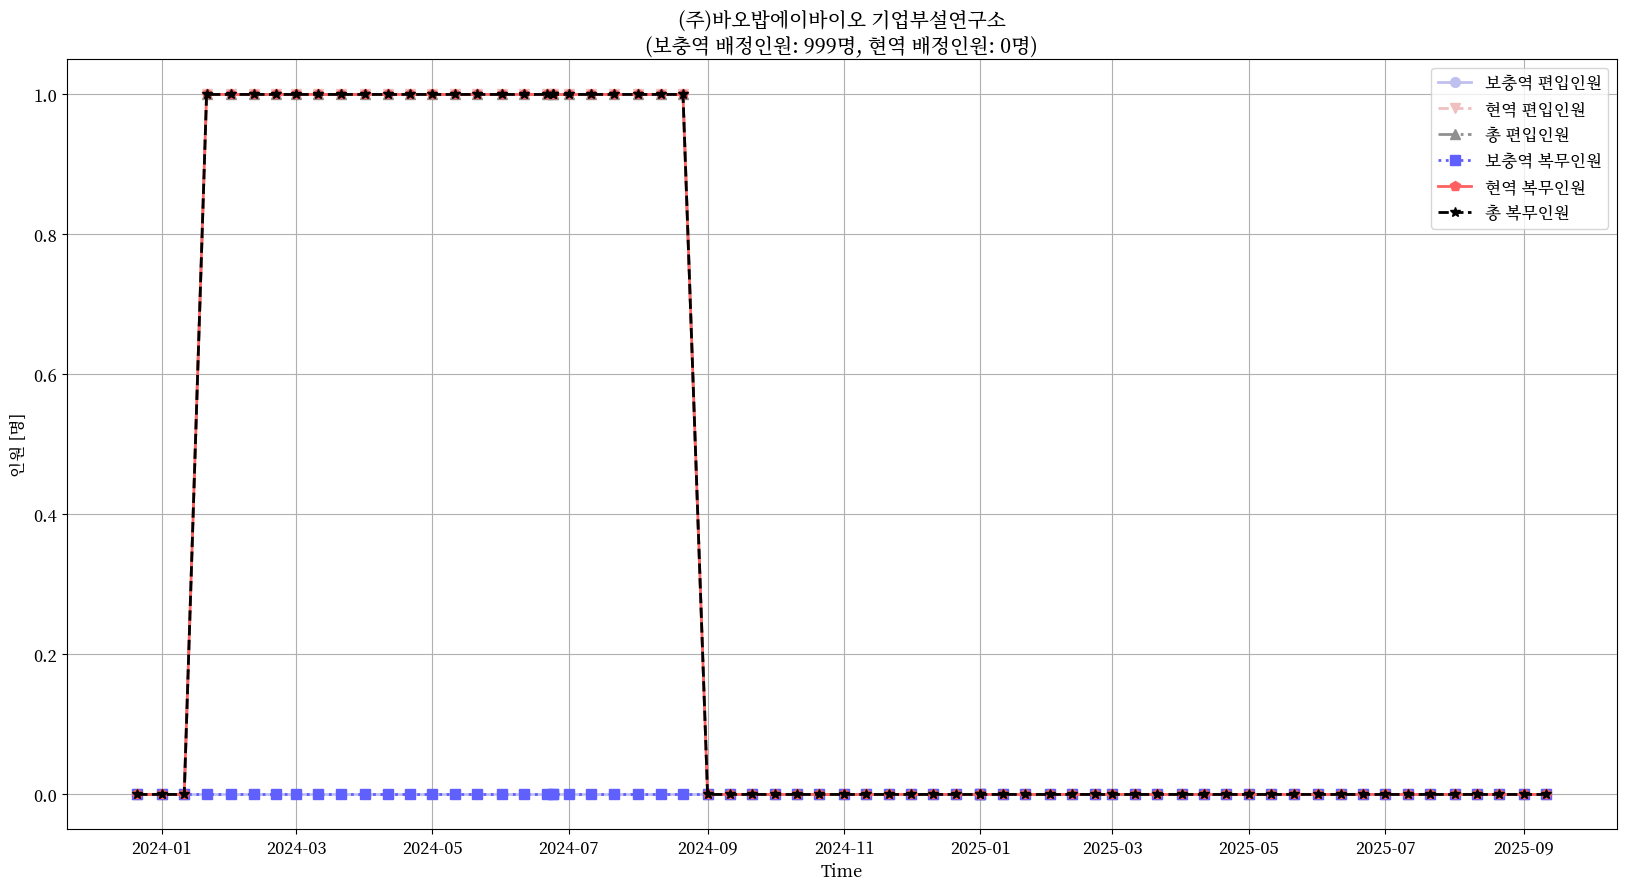 (주)바오밥에이바이오 기업부설연구소
(보충역 배정인원: 999명, 현역 배정인원: 0명)
보충역 편입인원
현역 편입인원
총 편입인원
보충역 복무인원
현역 복무인원
총 복무인원
인원 [명]
1.0
0.8
0.6
0.4
0.2
0.0
2024-01
2024-03
2024-05
2024-07
2024-09
2024-11
2025-01
2025-03
2025-05
2025-07
2025-09
Time